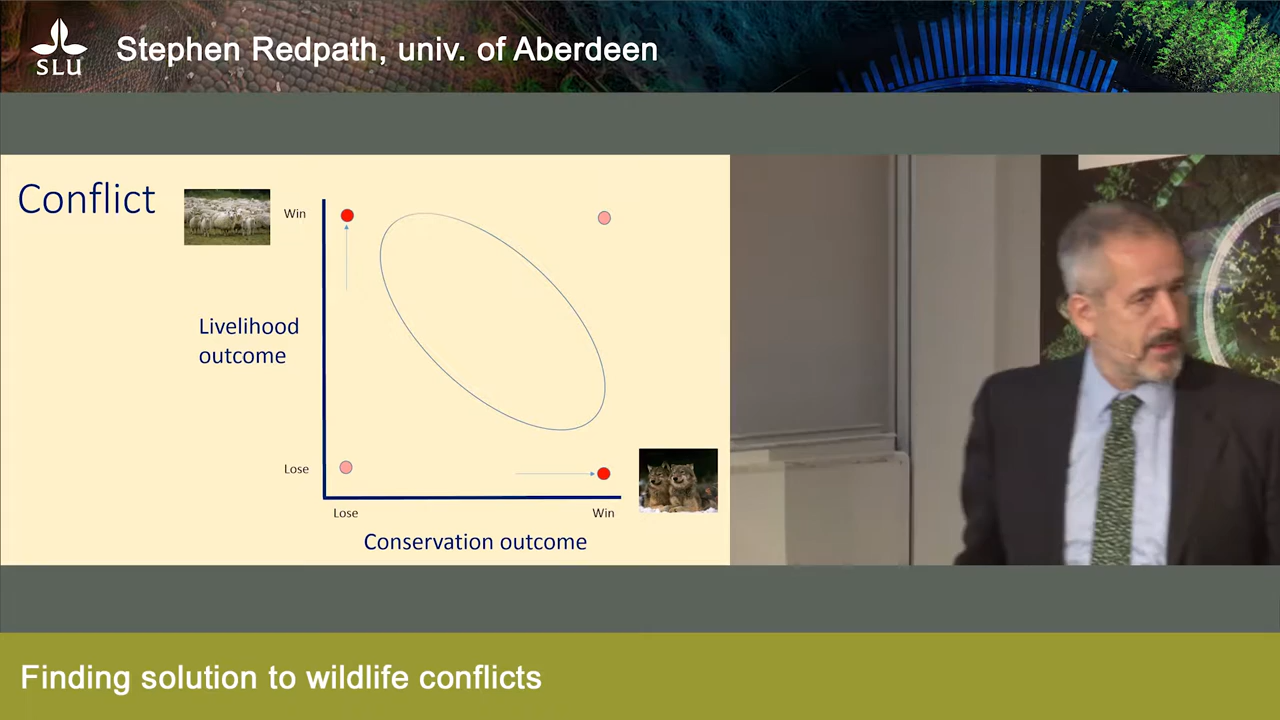 SLU
Stephen Redpath, univ. of Aberdeen
Conflict
Win
Livelihood
outcome
Lose
Lose
Win
Conservation outcome
Finding solution to wildlife conflicts